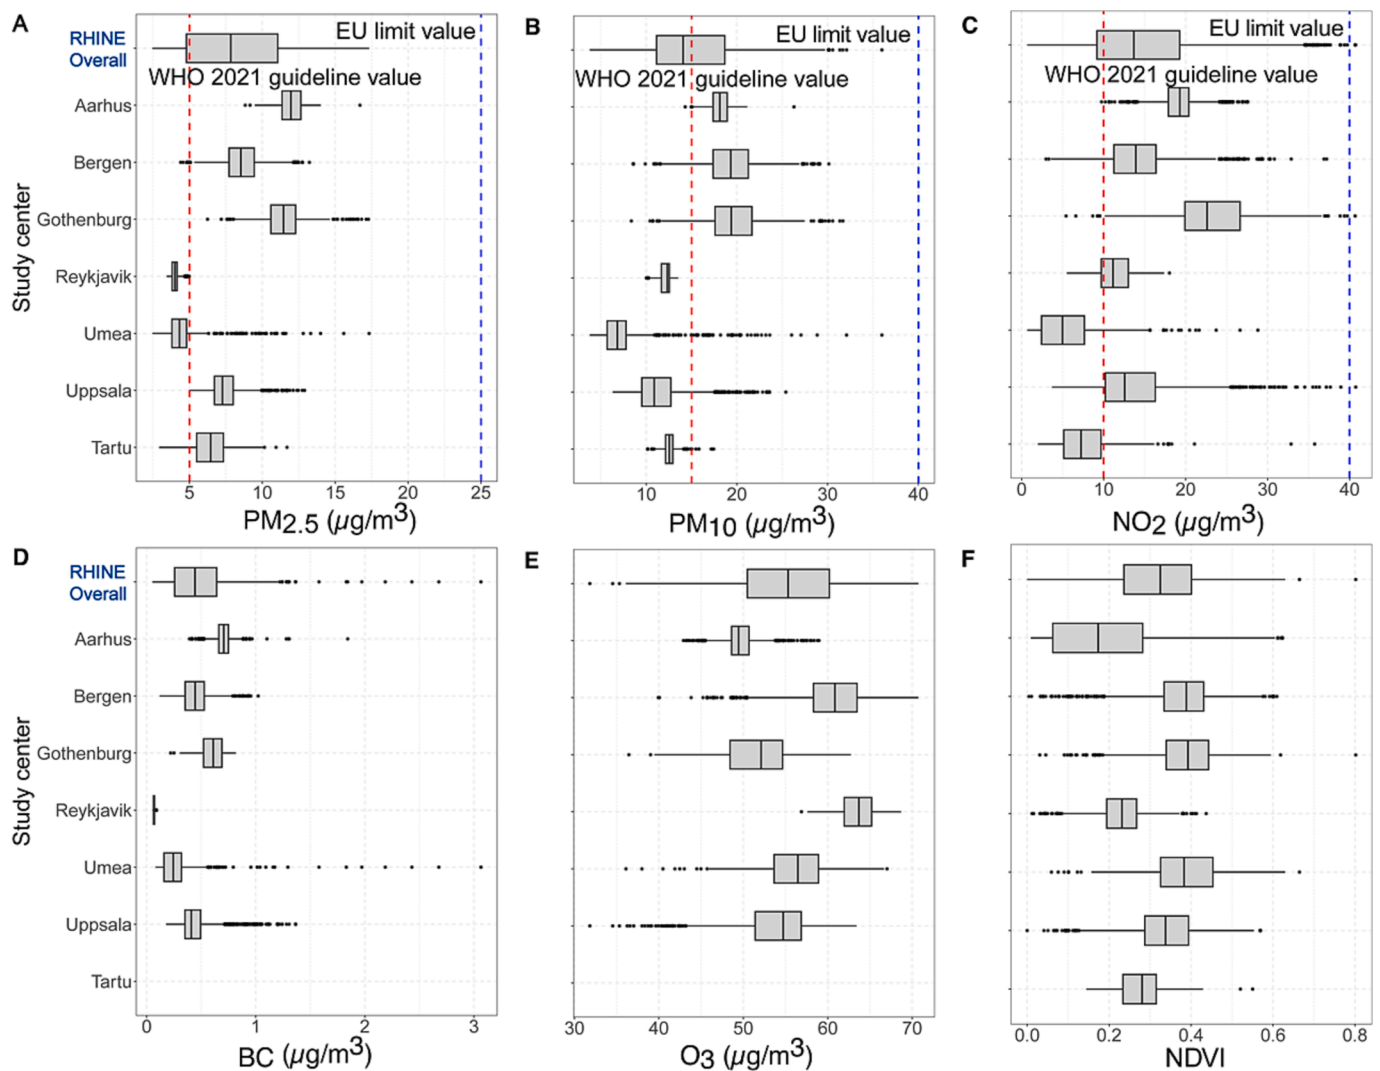 A
RHINE
Overall
EU limit value
WHO 2021 guideline value
Aarhus
Bergen
Gothenburg
Reykjavik
Umea
Uppsala
Tartu
Study center
5
10
15
20
25
PM2.5 (µg/m3)
B
EU limit value
WHO 2021 guideline value
10
20
30
40
PM10 (µg/m3)
C
EU limit value
WHO 2021 guideline value
0
10
20
30
40
NO2 (µg/m3)
D
RHINE
Overall
Aarhus
Bergen
Gothenburg
Reykjavik
Umea
Uppsala
Tartu
Study center
0
1
2
3
BC (µg/m3)
E
30
40
50
60
70
O3 (µg/m3)
F
0.0
0.2
0.4
0.6
0.8
NDVI